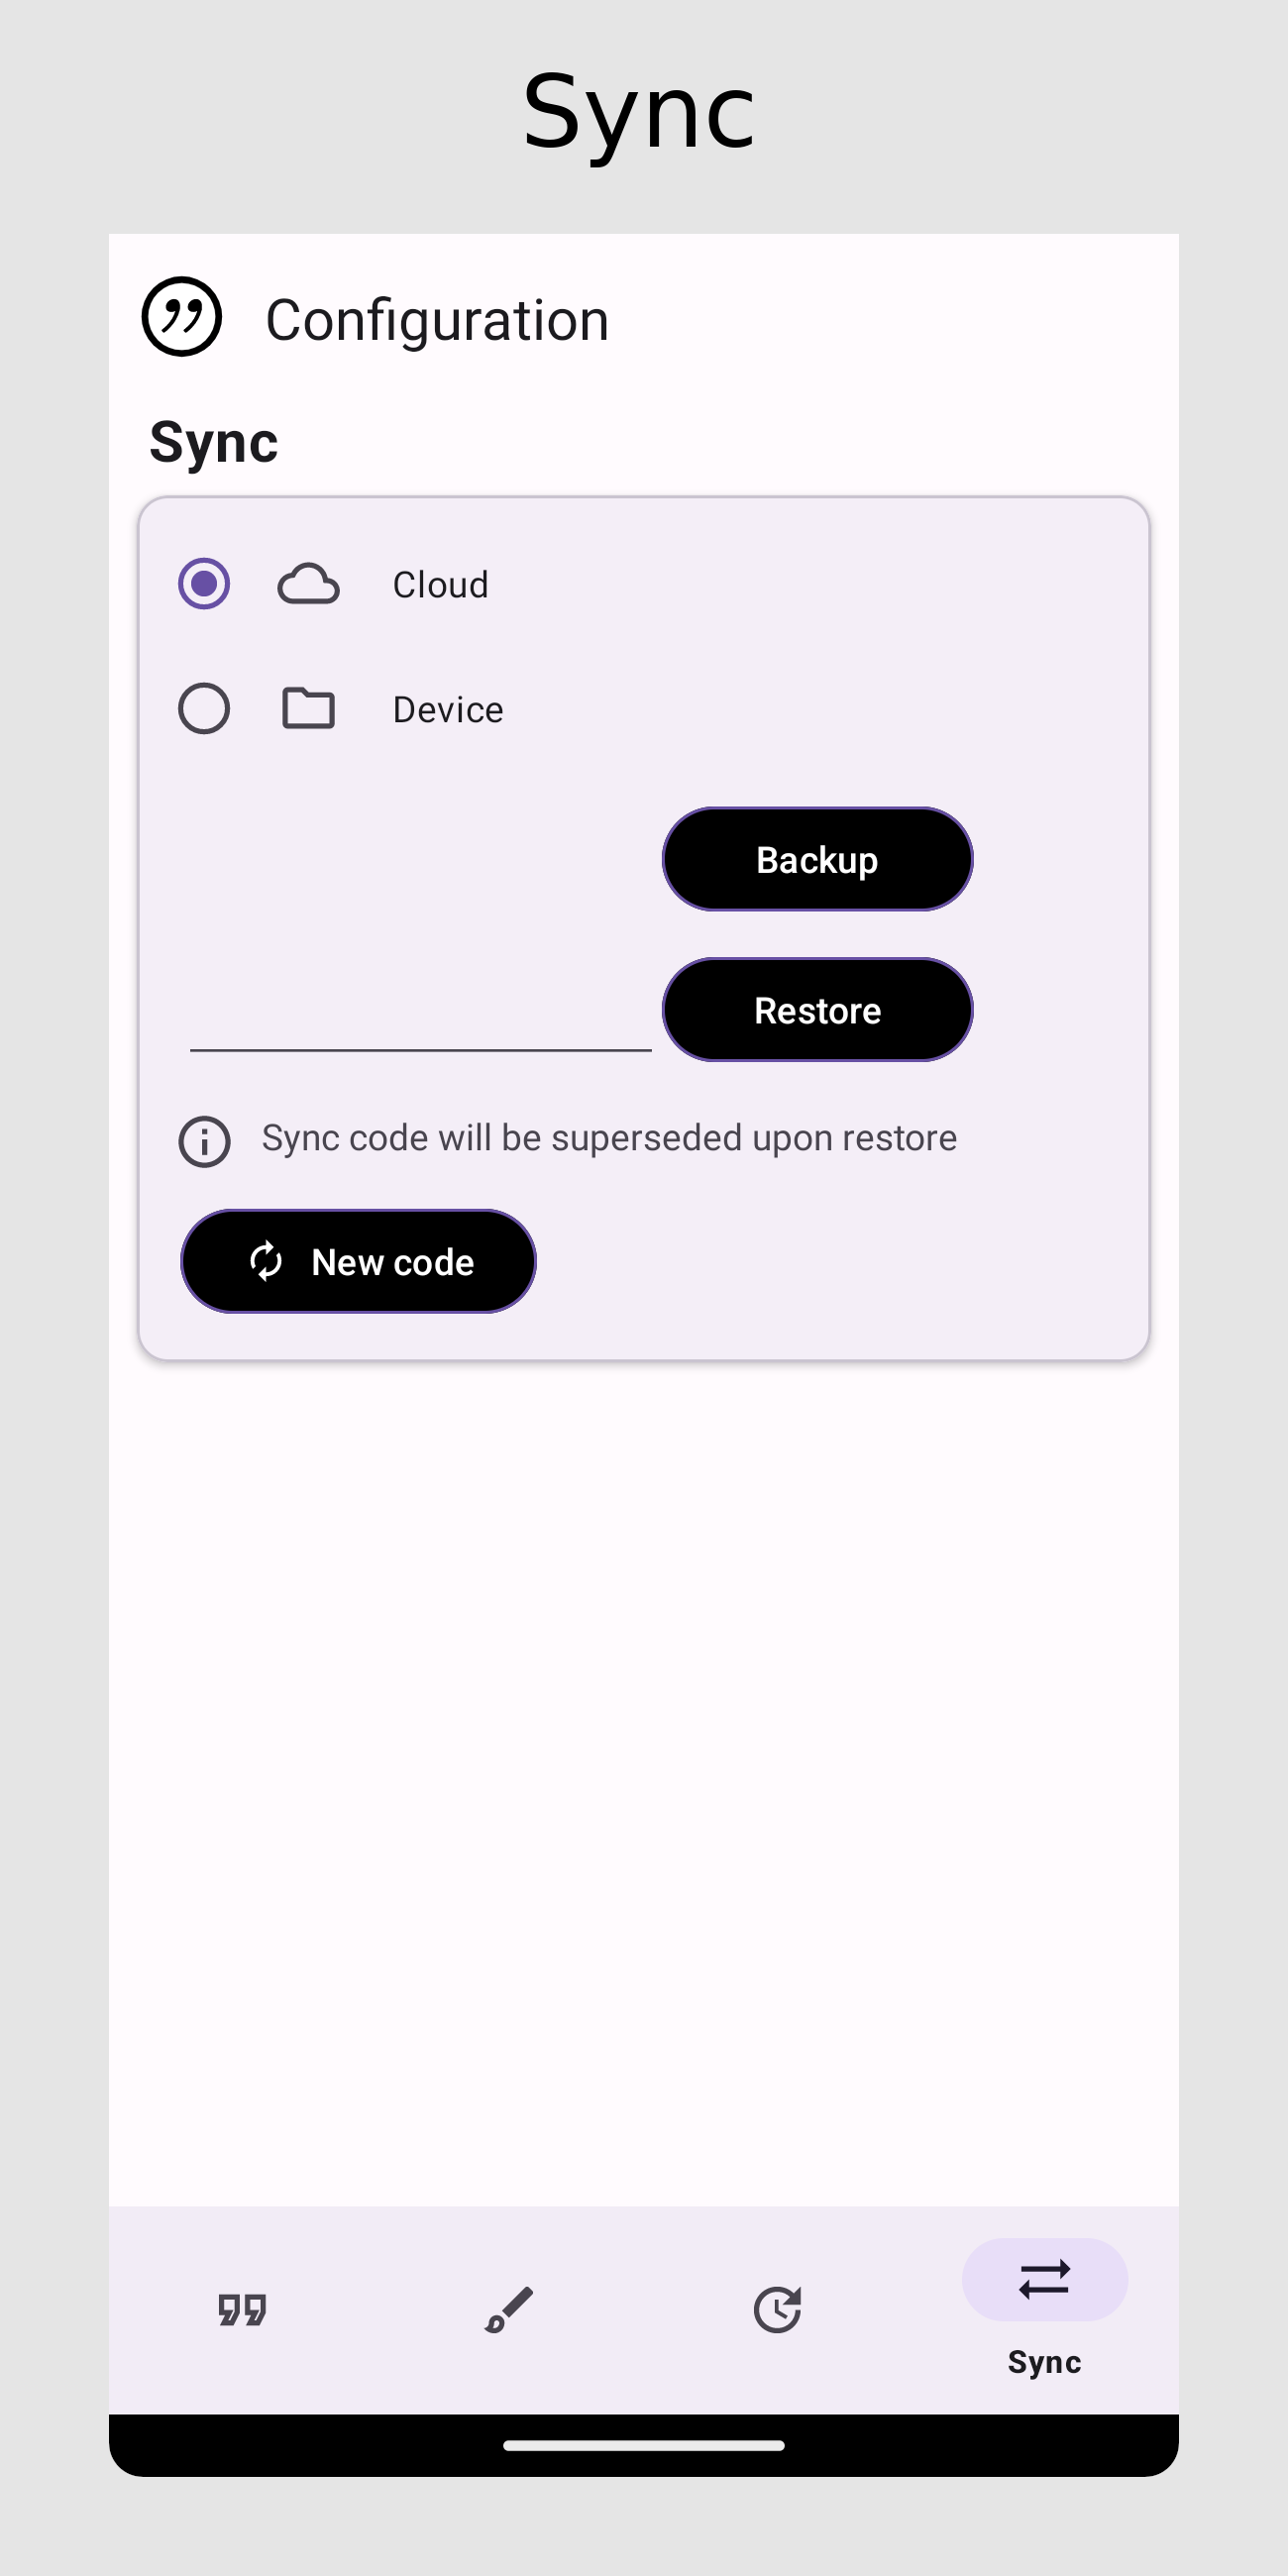 Sync
Configuration
Sync
Cloud
Device
Backup
Restore
Sync code will be superseded upon restore
New code
Sync